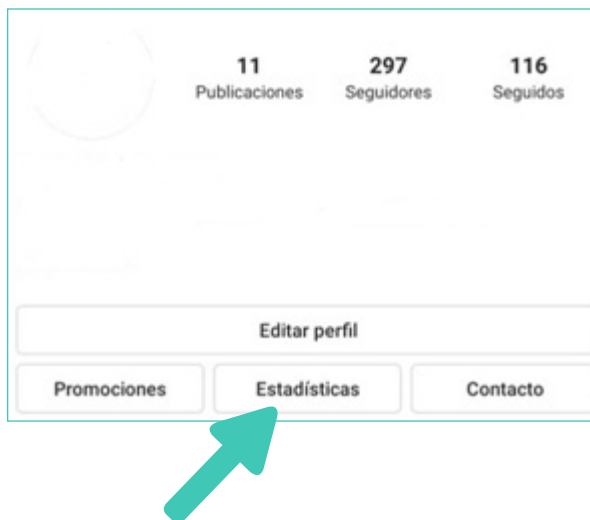 11 297 116
Publicaciones Seguidores Seguidos
Editar perfil
Promociones Estadísticas Contacto